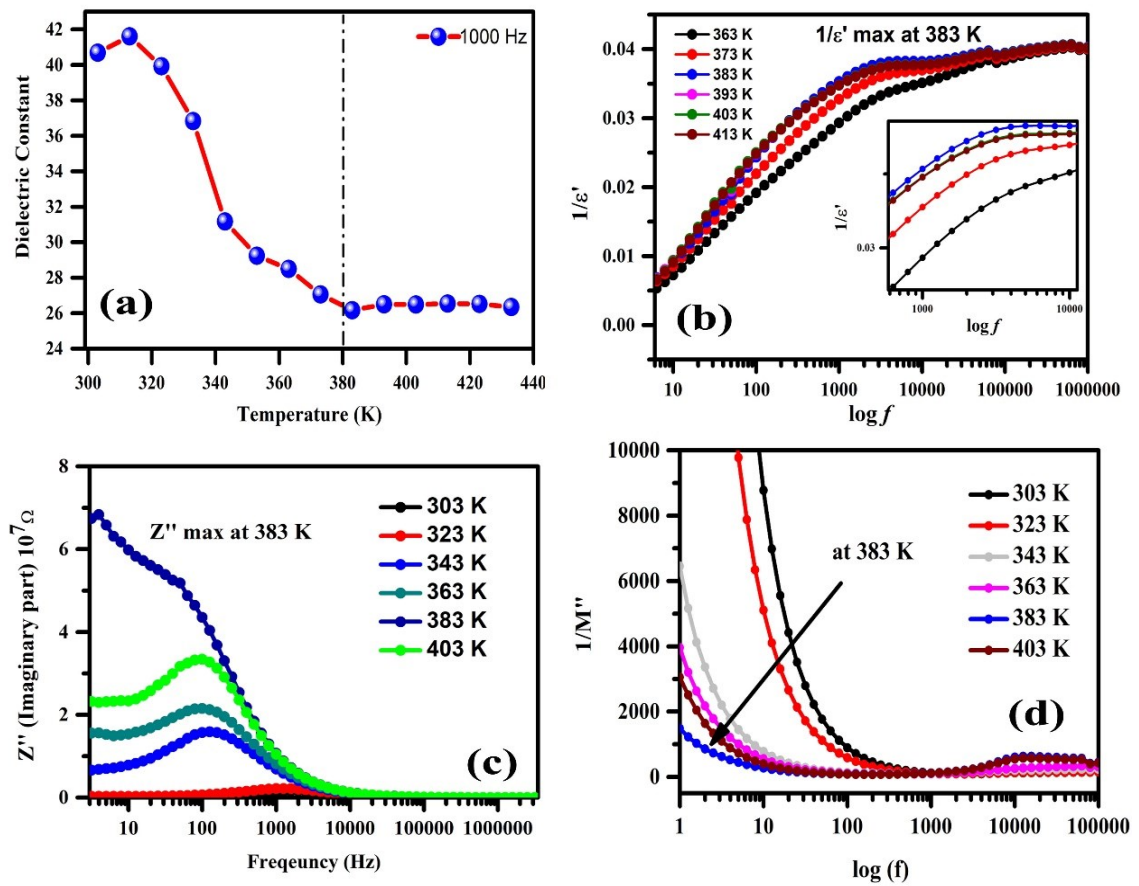 42
40
38
36
34
32
30
28
26
24
Dielectric Constant
1000 Hz
(a)
300 320 340 360 380 400 420 440
Temperature (K)
0.04
0.03
0.02
0.01
0.00
1/ε'
363 K
373 K
383 K
393 K
403 K
413 K
1/ε' max at 383 K
1/ε'
0.03
1000 10000
log f
(b)
10 100 1000 10000 100000 1000000
log f
8
6
4
2
0
Z'' (Imaginary part) 10⁷Ω
Z'' max at 383 K
303 K
323 K
343 K
363 K
383 K
403 K
(c)
10 100 1000 10000 100000
Freqeuncy (Hz)
10000
8000
6000
4000
2000
0
1/M''
at 383 K
303 K
323 K
343 K
363 K
383 K
403 K
(d)
1 10 100 1000 10000 100000
log (f)